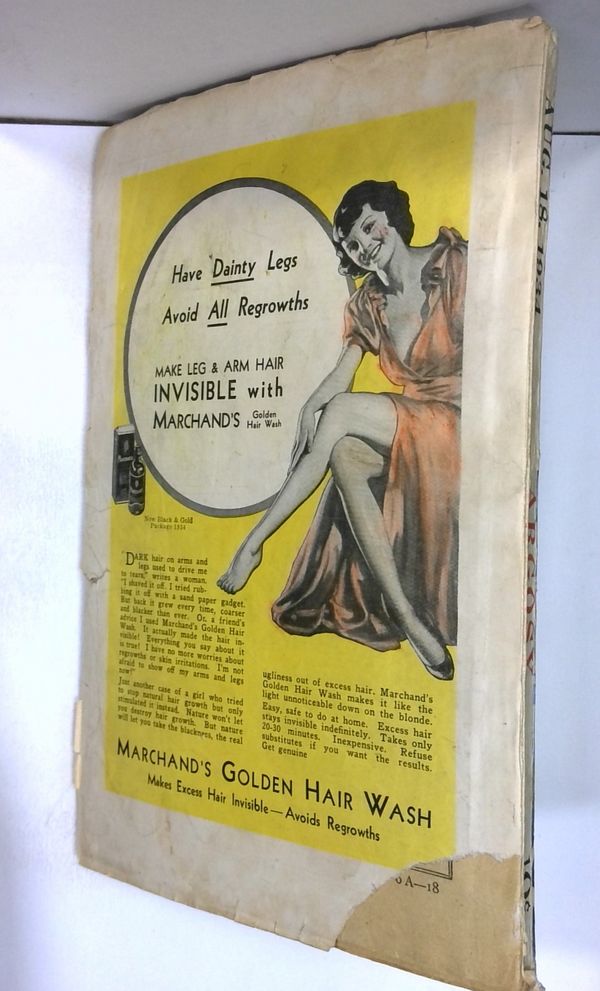 Have Dainty Legs
Avoid All Regrowths
MAKE LEG & ARM HAIR
INVISIBLE with
MARCHAND'S Golden
Hair Wash
New Black & Gold
Package 1934
"DARK hair on arms and
legs used to drive me
to tears," writes a woman.
"I shaved it off. I tried rub-
bing it off with a sand paper gadget.
But back it grew every time, coarser
and blacker than ever. On a friend's
advice I used Marchand's Golden Hair
Wash. It actually made the hair in-
visible! Everything you say about it
is true! I have no more worries about
regrowths or skin irritations. I'm not
afraid to show off my arms and legs
now!"
Just another case of a girl who tried
to stop natural hair growth but only
stimulated it instead. Nature won't let
you destroy hair growth. But nature
will let you take the blackness, the real
ugliness out of excess hair. Marchand's
Golden Hair Wash makes it like the
light unnoticeable down on the blonde.
Easy, safe to do at home. Excess hair
stays invisible indefinitely. Takes only
20-30 minutes. Inexpensive. Refuse
substitutes if you want the results.
Get genuine
MARCHAND'S GOLDEN HAIR WASH
Makes Excess Hair Invisible—Avoids Regrowths
A—18
AUG. 18, 1934
ARGOSY
10¢